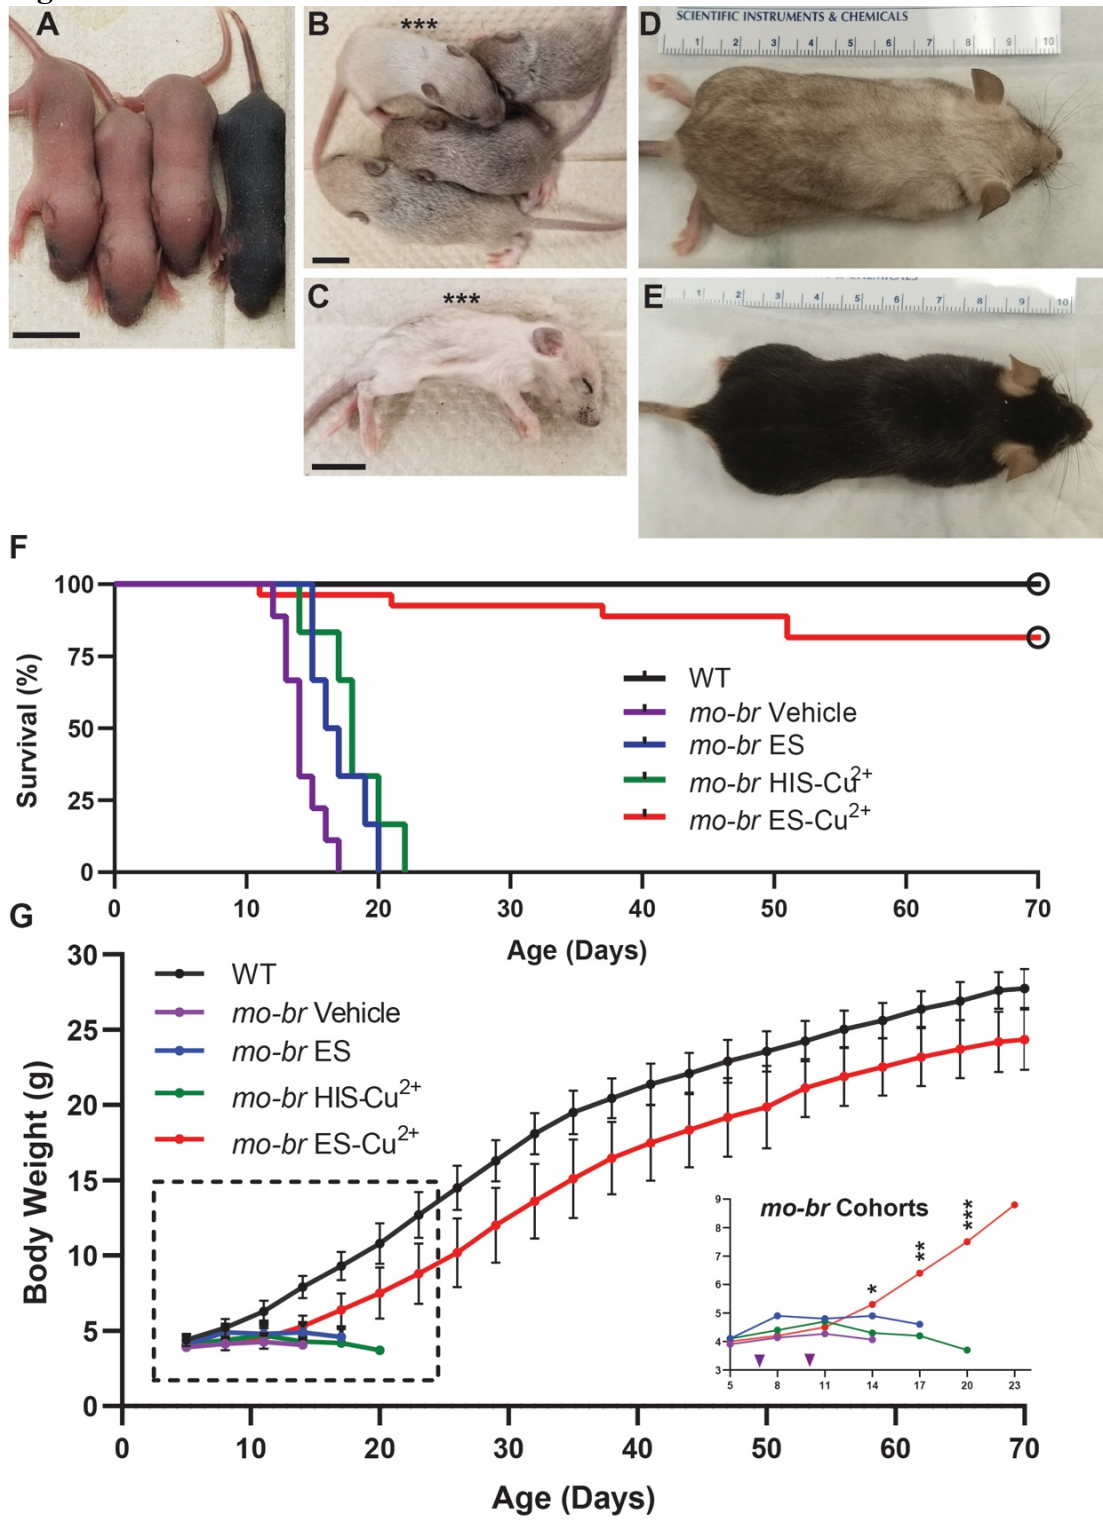 A
B
***
D
SCIENTIFIC INSTRUMENTS & CHEMICALS
1 2 3 4 5 6 7 8 9 10
C
***
E
& CHEMICALS
1 2 3 4 5 6 7 8 9 10
F
100
75
50
25
0
Survival (%)
WT
mo-br Vehicle
mo-br ES
mo-br HIS-Cu2+
mo-br ES-Cu2+
0 10 20 30 40 50 60 70
Age (Days)
G
30
25
20
15
10
5
0
Body Weight (g)
WT
mo-br Vehicle
mo-br ES
mo-br HIS-Cu2+
mo-br ES-Cu2+
mo-br Cohorts
9
8
7
6
5
4
3
*
**
***
5 8 11 14 17 20 23
0 10 20 30 40 50 60 70
Age (Days)